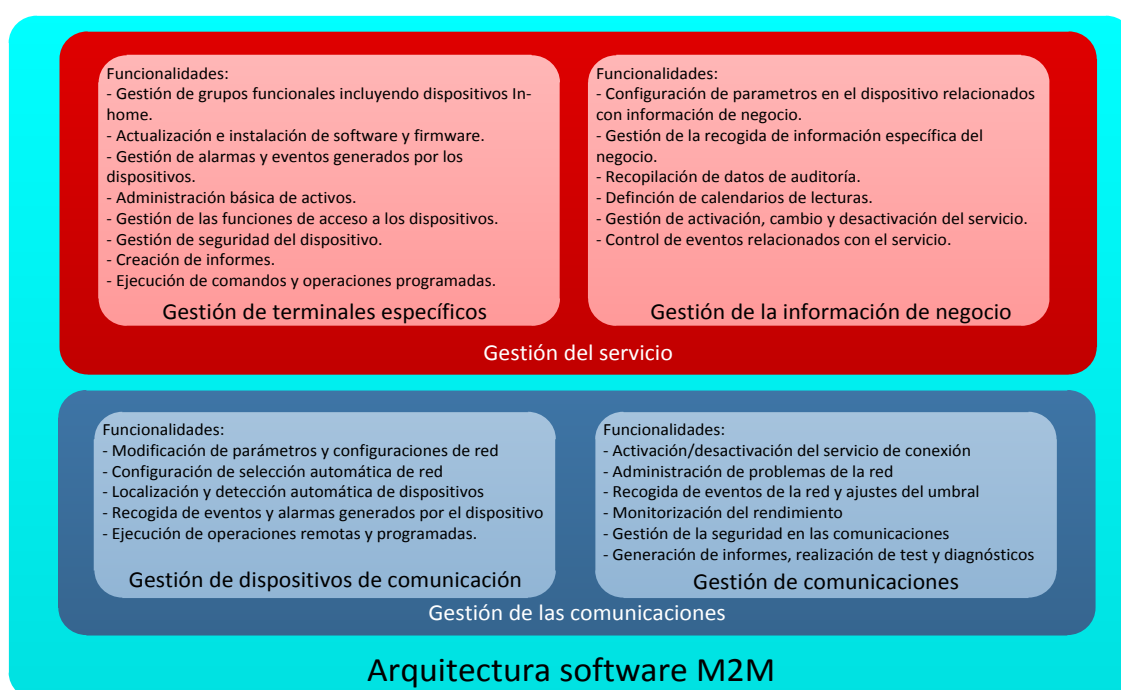 Funcionalidades:
- Gestión de grupos funcionales incluyendo dispositivos In-
home.
- Actualización e instalación de software y firmware.
- Gestión de alarmas y eventos generados por los
dispositivos.
- Administración básica de activos.
- Gestión de las funciones de acceso a los dispositivos.
- Gestión de seguridad del dispositivo.
- Creación de informes.
- Ejecución de comandos y operaciones programadas.
Gestión de terminales específicos
Funcionalidades:
- Configuración de parametros en el dispositivo relacionados
con información de negocio.
- Gestión de la recogida de información específica del
negocio.
- Recopilación de datos de auditoría.
- Definción de calendarios de lecturas.
- Gestión de activación, cambio y desactivación del servicio.
- Control de eventos relacionados con el servicio.
Gestión de la información de negocio
Gestión del servicio
Funcionalidades:
- Modificación de parámetros y configuraciones de red
- Configuración de selección automática de red
- Localización y detección automática de dispositivos
- Recogida de eventos y alarmas generados por el dispositivo
- Ejecución de operaciones remotas y programadas.
Gestión de dispositivos de comunicación
Funcionalidades:
- Activación/desactivación del servicio de conexión
- Administración de problemas de la red
- Recogida de eventos de la red y ajustes del umbral
- Monitorización del rendimiento
- Gestión de la seguridad en las comunicaciones
- Generación de informes, realización de test y diagnósticos
Gestión de comunicaciones
Gestión de las comunicaciones
Arquitectura software M2M